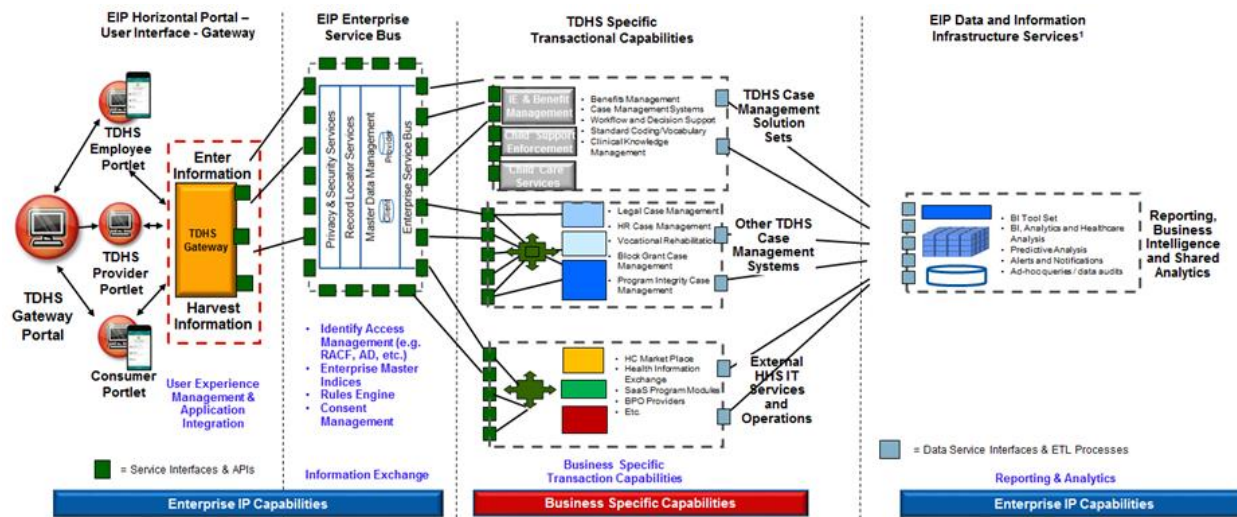 EIP Horizontal Portal –
User Interface - Gateway
TDHS
Employee
Portlet
TDHS
Provider
Portlet
TDHS
Gateway
Portal
Consumer
Portlet
Enter
Information
TDHS
Gateway
Harvest
Information
User Experience
Management &
Application
Integration
= Service Interfaces & APIs
Enterprise IP Capabilities
EIP Enterprise
Service Bus
Privacy & Security Services
Record Locator Services
Master Data Management
Client
Provider
Enterprise Service Bus
• Identify Access
Management (e.g.
RACF, AD, etc.)
• Enterprise Master
Indices
• Rules Engine
• Consent
Management
Information Exchange
TDHS Specific
Transactional Capabilities
IE & Benefit
Management
Child Support
Enforcement
Child Care
Services
• Benefits Management
• Case Management Systems
• Workflow and Decision Support
• Standard Coding/Vocabulary
• Clinical Knowledge
Management
TDHS Case
Management
Solution
Sets
• Legal Case Management
• HR Case Management
• Vocational Rehabilitation
• Block Grant Case
Management
• Program Integrity Case
Management
Other TDHS
Case
Management
Systems
• HC Market Place
• Health Information
Exchange
• SaaS Program Modules
• BPO Providers
• Etc.
External
HHS IT
Services
and
Operations
Business Specific
Transaction Capabilities
Business Specific Capabilities
EIP Data and Information
Infrastructure Services¹
• BI Tool Set
• BI, Analytics and Healthcare
Analysis
• Predictive Analysis
• Alerts and Notifications
• Ad-hoc queries / data audits
Reporting,
Business
Intelligence
and Shared
Analytics
= Data Service Interfaces & ETL Processes
Reporting & Analytics
Enterprise IP Capabilities